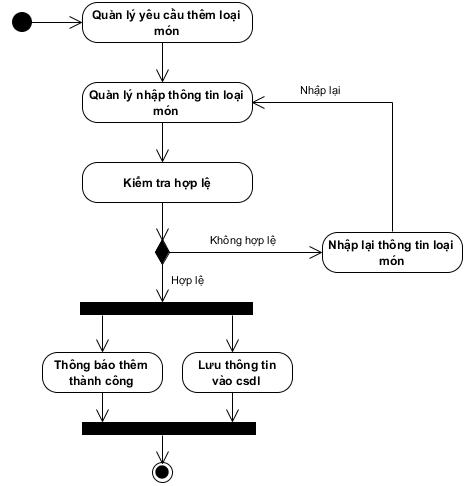 Quàn lý yêu cầu thêm loại
món
Quàn lý nhập thông tin loại
món
Nhập lại
Kiểm tra hợp lệ
Không hợp lệ
Nhập lại thông tin loại
món
Hợp lệ
Thông báo thêm
thành công
Lưu thông tin
vào csdl